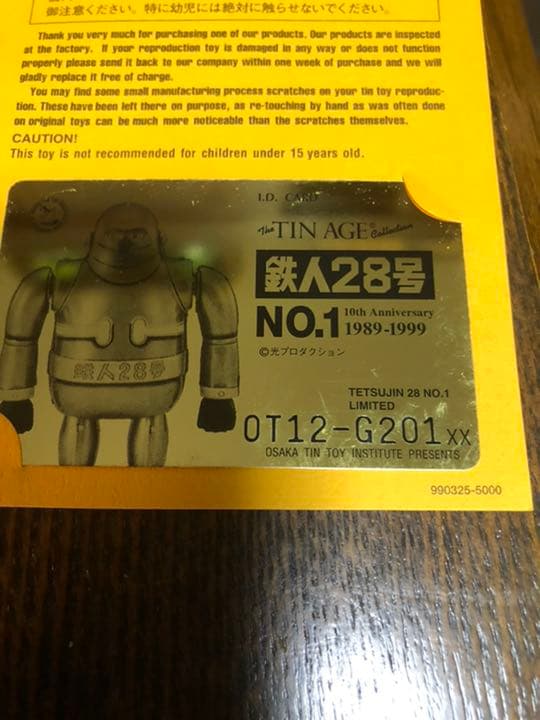 御注意ください。特に幼児には絶対に触らせないでください。
Thank you very much for purchasing one of our products. Our products are inspected
at the factory. If your reproduction toy is damaged in any way or does not function
properly please send it back to our company within one week of purchase and we will
gladly replace it free of charge.
You may find some small manufacturing process scratches on your tin toy reproduc-
tion. These have been left there on purpose, as re-touching by hand as was often done
on original toys can be much more noticeable than the scratches themselves.
CAUTION!
This toy is not recommended for children under 15 years old.
I.D. CARD
The TIN AGE© Collection
鉄人28号
NO.1 10th Anniversary
1989-1999
©光プロダクション
鉄人28号
TETSUJIN 28 NO.1
LIMITED
OT12-G201XX
OSAKA TIN TOY INSTITUTE PRESENTS
990325-5000